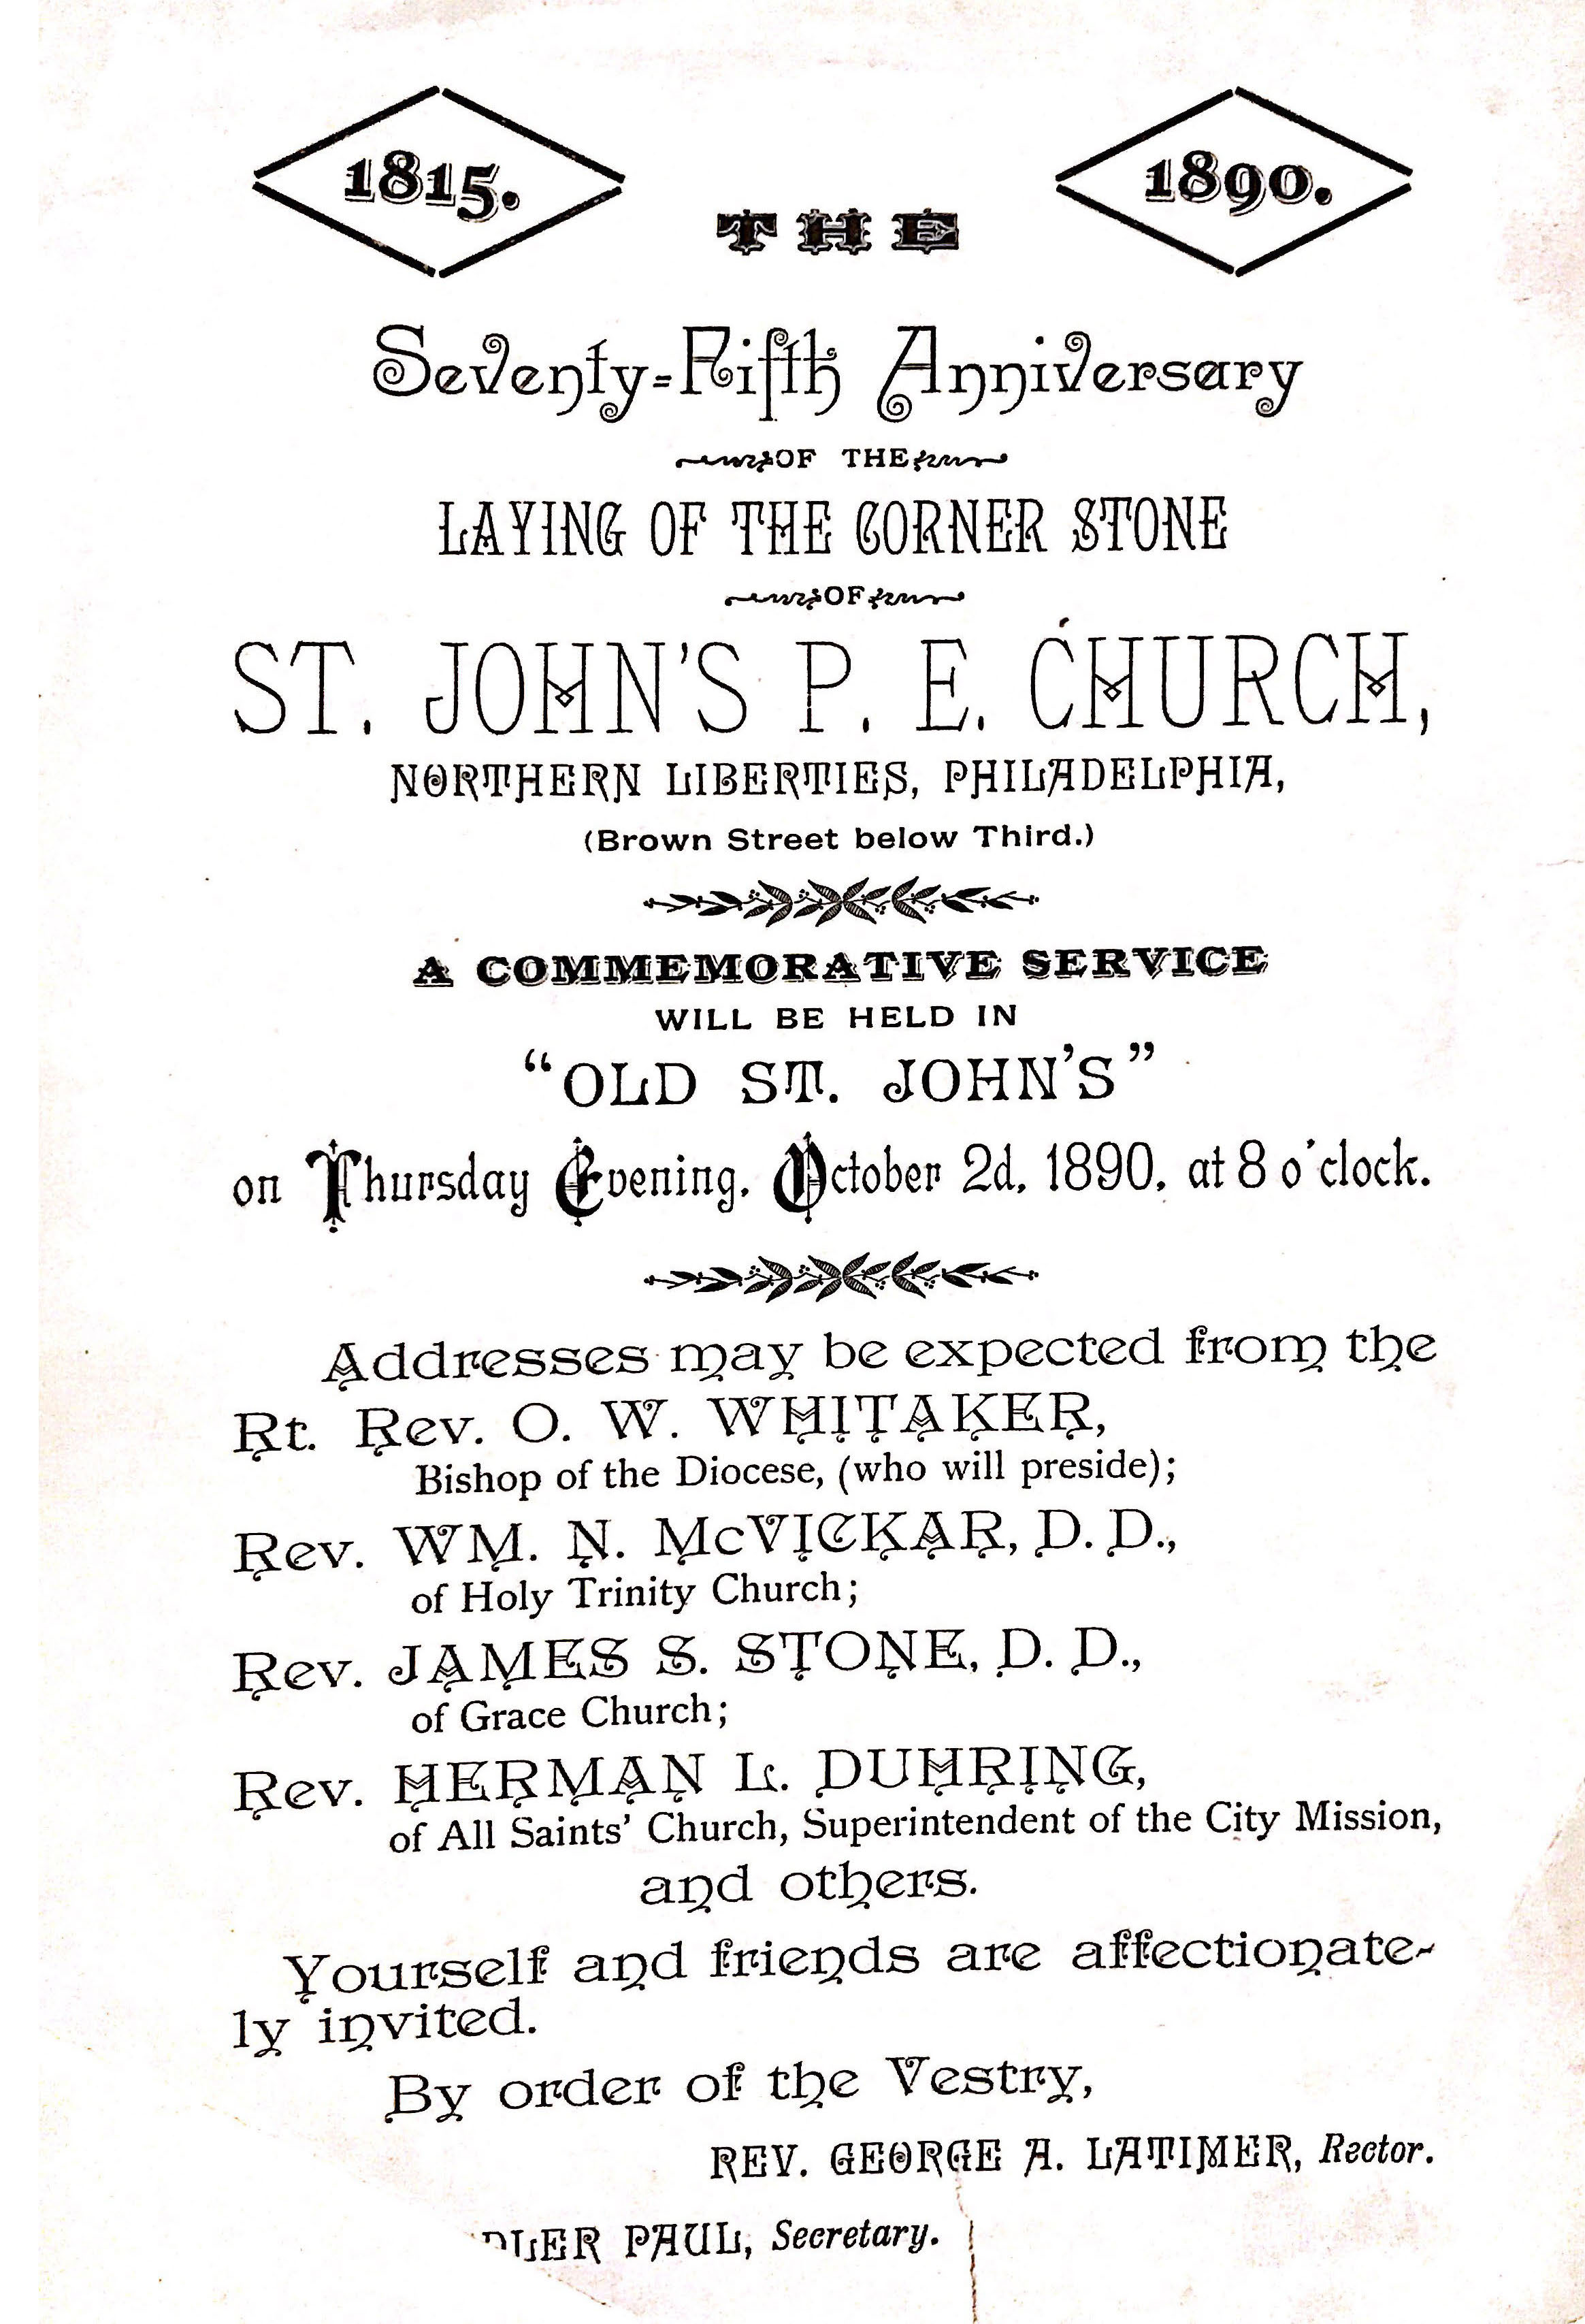 1815.
1890.
THE
Seventy-Fifth Anniversary
OF THE
LAYING OF THE CORNER STONE
OF
ST. JOHN'S P. E. CHURCH,
NORTHERN LIBERTIES, PHILADELPHIA,
(Brown Street below Third.)
A COMMEMORATIVE SERVICE
WILL BE HELD IN
“OLD ST. JOHN'S”
on Thursday Evening, October 2d, 1890, at 8 o'clock.
Addresses may be expected from the
Rt. Rev. O. W. WHITAKER,
Bishop of the Diocese, (who will preside);
Rev. WM. N. McVICKAR, D. D.,
of Holy Trinity Church;
Rev. JAMES S. STONE, D. D.,
of Grace Church;
Rev. HERMAN L. DUHRING,
of All Saints' Church, Superintendent of the City Mission,
and others.
Yourself and friends are affectionate-
ly invited.
By order of the Vestry,
REV. GEORGE A. LATIMER, Rector.
PAUL, Secretary.